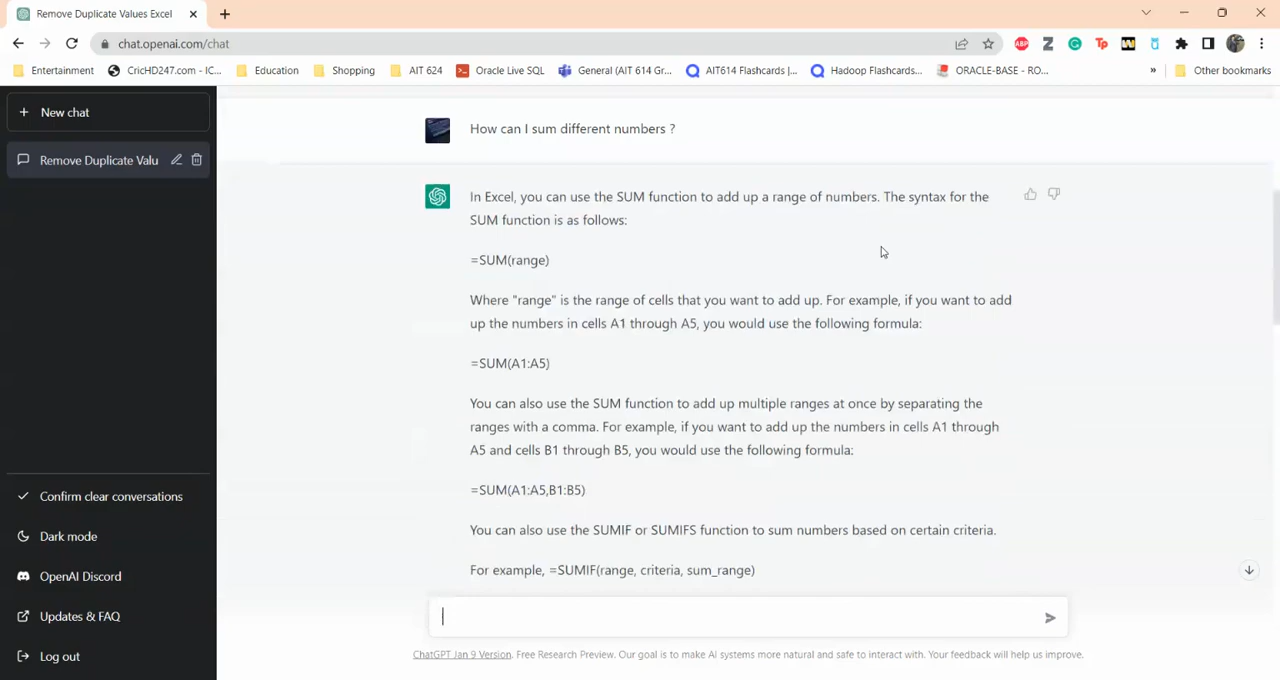 Remove Duplicate Values Excel
chat.openai.com/chat
Entertainment
CricHD247.com - IC...
Education
Shopping
AIT 624
Oracle Live SQL
General (AIT 614 Gr...
AIT614 Flashcards |...
Hadoop Flashcards...
ORACLE-BASE - RO...
»
Other bookmarks
ABP
Z
G
Tp
W
+ New chat
Remove Duplicate Valu
Confirm clear conversations
Dark mode
OpenAI Discord
Updates & FAQ
Log out
How can I sum different numbers ?
In Excel, you can use the SUM function to add up a range of numbers. The syntax for the
SUM function is as follows:
=SUM(range)
Where "range" is the range of cells that you want to add up. For example, if you want to add
up the numbers in cells A1 through A5, you would use the following formula:
=SUM(A1:A5)
You can also use the SUM function to add up multiple ranges at once by separating the
ranges with a comma. For example, if you want to add up the numbers in cells A1 through
A5 and cells B1 through B5, you would use the following formula:
=SUM(A1:A5,B1:B5)
You can also use the SUMIF or SUMIFS function to sum numbers based on certain criteria.
For example, =SUMIF(range, criteria, sum_range)
ChatGPT Jan 9 Version. Free Research Preview. Our goal is to make AI systems more natural and safe to interact with. Your feedback will help us improve.